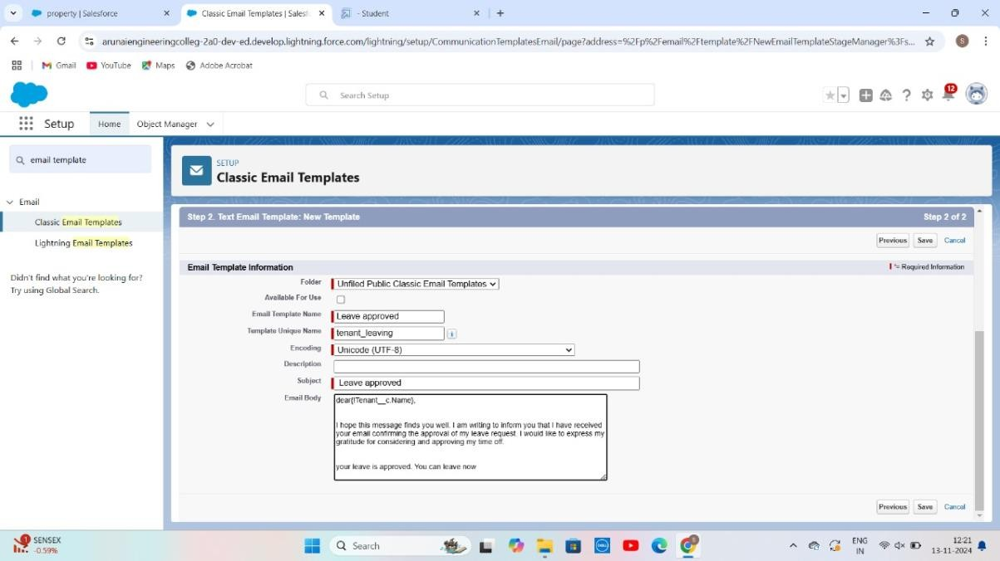 property | Salesforce
Classic Email Templates | Salesf
- Student
arunaiengineeringcolleg-2a0-dev-ed.develop.lightning.force.com/lightning/setup/CommunicationTemplatesEmail/page?address=%2Fp%2Femail%2Ftemplate%2FNewEmailTemplateStageManager%3Fs...
S
Gmail
YouTube
Maps
Adobe Acrobat
Search Setup
12
Setup
Home
Object Manager
email template
SETUP
Classic Email Templates
Email
Classic Email Templates
Lightning Email Templates
Didn't find what you're looking for?
Try using Global Search.
Step 2. Text Email Template: New Template
Step 2 of 2
Previous
Save
Cancel
Email Template Information
= Required Information
Folder
Unfiled Public Classic Email Templates
Available For Use
Email Template Name
Leave approved
Template Unique Name
tenant_leaving
i
Encoding
Unicode (UTF-8)
Description
Subject
Leave approved
Email Body
dear{!Tenant__c.Name},
I hope this message finds you well. I am writing to inform you that I have received
your email confirming the approval of my leave request. I would like to express my
gratitude for considering and approving my time off.
your leave is approved. You can leave now
Previous
Save
Cancel
1
SENSEX
-0.59%
Search
DELL
ENG
IN
12:21
13-11-2024